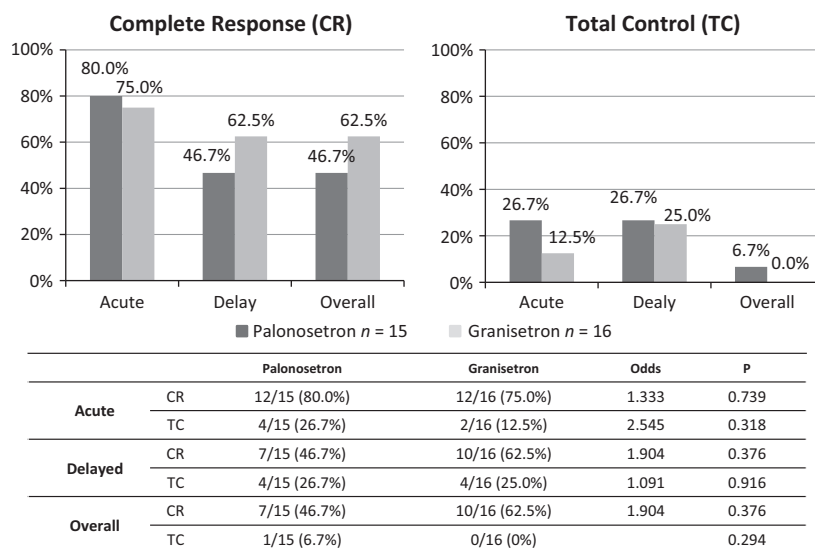 Complete Response (CR)
100%
80%
60%
40%
20%
0%
80.0%
75.0%
46.7%
62.5%
46.7%
62.5%
Acute Delay Overall
Total Control (TC)
100%
80%
60%
40%
20%
0%
26.7%
12.5%
26.7%
25.0%
6.7%
0.0%
Acute Dealy Overall
Palonosetron n = 15 Granisetron n = 16
Palonosetron Granisetron Odds P
Acute
CR 12/15 (80.0%) 12/16 (75.0%) 1.333 0.739
TC 4/15 (26.7%) 2/16 (12.5%) 2.545 0.318
Delayed
CR 7/15 (46.7%) 10/16 (62.5%) 1.904 0.376
TC 4/15 (26.7%) 4/16 (25.0%) 1.091 0.916
Overall
CR 7/15 (46.7%) 10/16 (62.5%) 1.904 0.376
TC 1/15 (6.7%) 0/16 (0%) 0.294